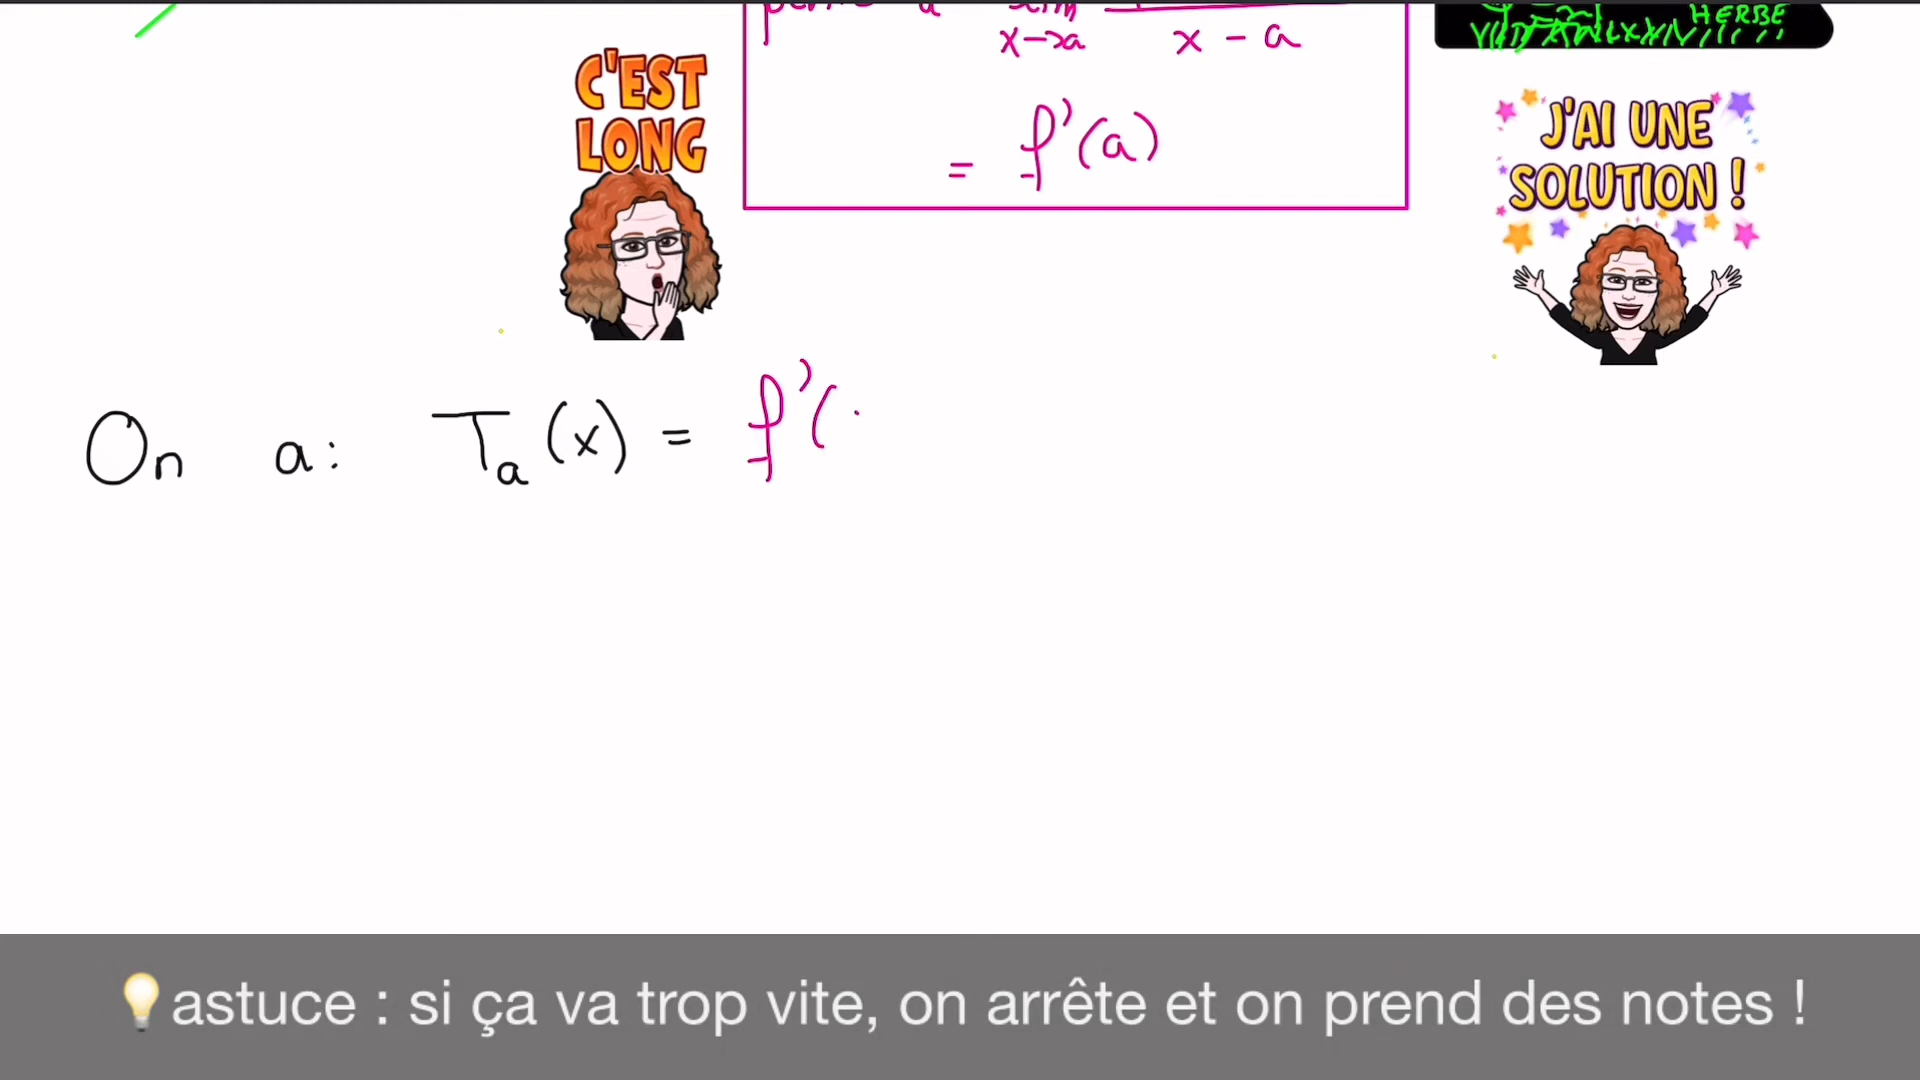 x→a x - a
HERBE
C'EST
LONG
= f'(a)
J'AI UNE
SOLUTION !
On a: Tₐ(x) = f'(
astuce : si ça va trop vite, on arrête et on prend des notes !